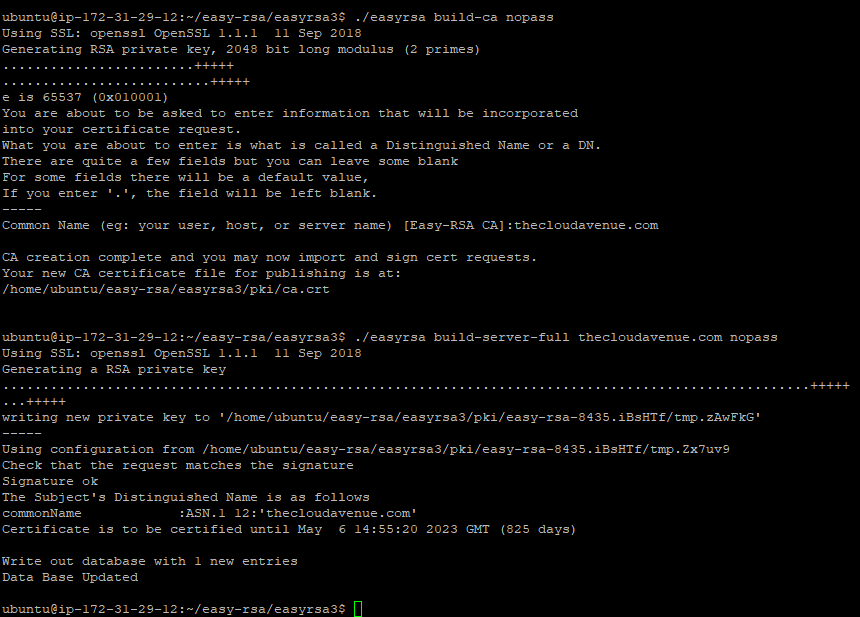 ubuntu@ip-172-31-29-12:~/easy-rsa/easyrsa3$ ./easyrsa build-ca nopass
Using SSL: openssl OpenSSL 1.1.1  11 Sep 2018
Generating RSA private key, 2048 bit long modulus (2 primes)
........................+++++
..........................+++++
e is 65537 (0x010001)
You are about to be asked to enter information that will be incorporated
into your certificate request.
What you are about to enter is what is called a Distinguished Name or a DN.
There are quite a few fields but you can leave some blank
For some fields there will be a default value,
If you enter '.', the field will be left blank.
-----
Common Name (eg: your user, host, or server name) [Easy-RSA CA]:thecloudavenue.com
CA creation complete and you may now import and sign cert requests.
Your new CA certificate file for publishing is at:
/home/ubuntu/easy-rsa/easyrsa3/pki/ca.crt
ubuntu@ip-172-31-29-12:~/easy-rsa/easyrsa3$ ./easyrsa build-server-full thecloudavenue.com nopass
Using SSL: openssl OpenSSL 1.1.1  11 Sep 2018
Generating a RSA private key
.....................................................................................................+++++
...+++++
writing new private key to '/home/ubuntu/easy-rsa/easyrsa3/pki/easy-rsa-8435.iBsHTf/tmp.zAwFkG'
-----
Using configuration from /home/ubuntu/easy-rsa/easyrsa3/pki/easy-rsa-8435.iBsHTf/tmp.Zx7uv9
Check that the request matches the signature
Signature ok
The Subject's Distinguished Name is as follows
commonName            :ASN.1 12:'thecloudavenue.com'
Certificate is to be certified until May  6 14:55:20 2023 GMT (825 days)
Write out database with 1 new entries
Data Base Updated
ubuntu@ip-172-31-29-12:~/easy-rsa/easyrsa3$